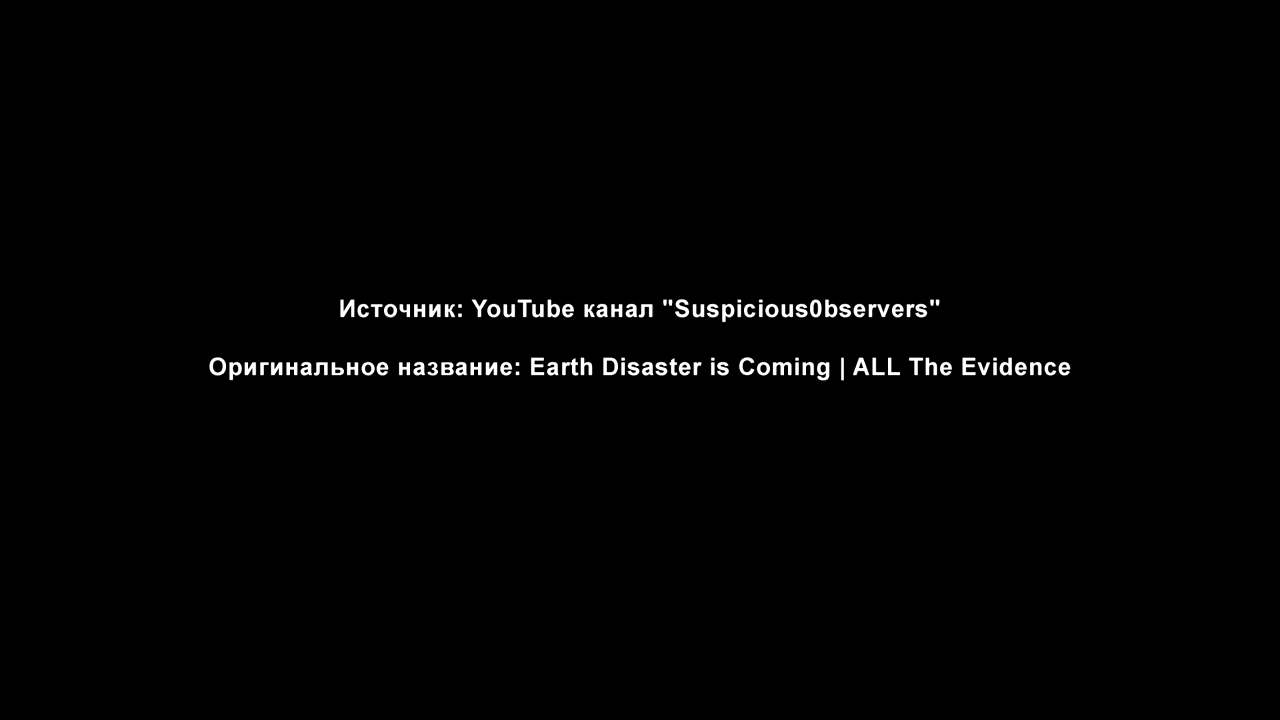 Источник: YouTube канал "Suspicious0bservers"
Оригинальное название: Earth Disaster is Coming | ALL The Evidence